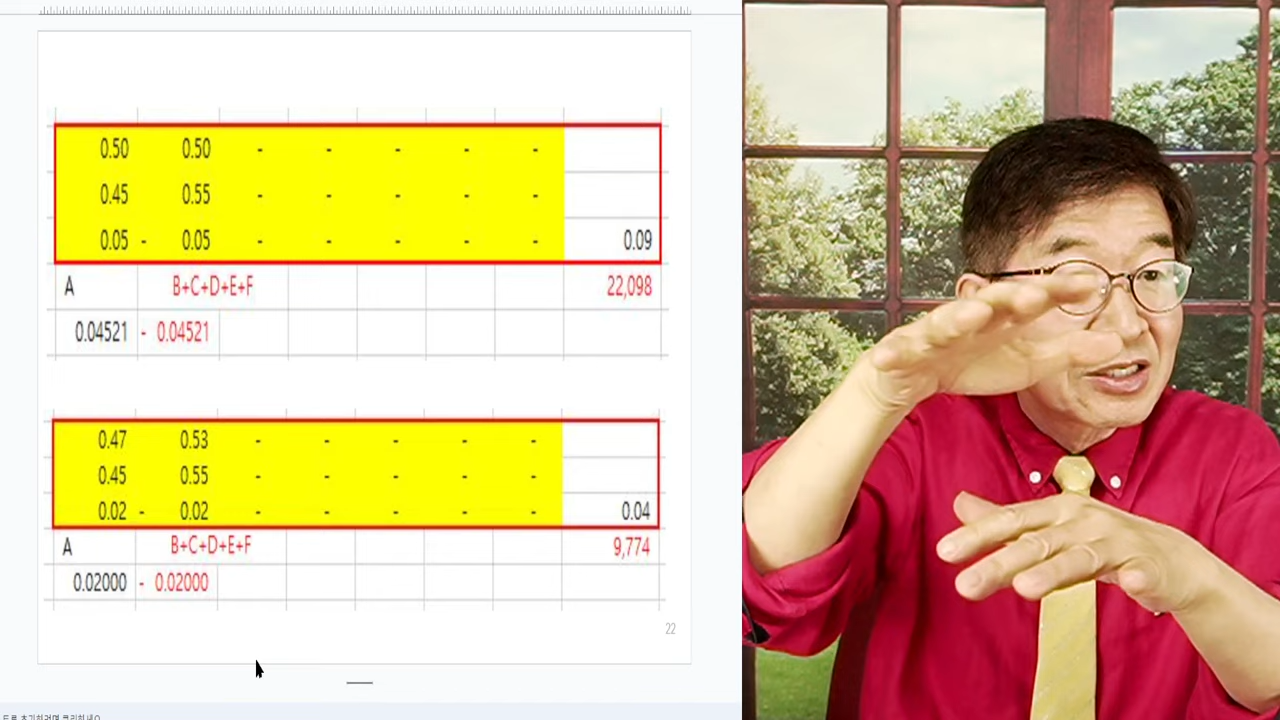 0.50 0.50 - - - - -
0.45 0.55 - - - - -
0.05 - 0.05 - - - - - 0.09
A B+C+D+E+F 22,098
0.04521 - 0.04521
0.47 0.53 - - - - -
0.45 0.55 - - - - -
0.02 - 0.02 - - - - - 0.04
A B+C+D+E+F 9,774
0.02000 - 0.02000
22